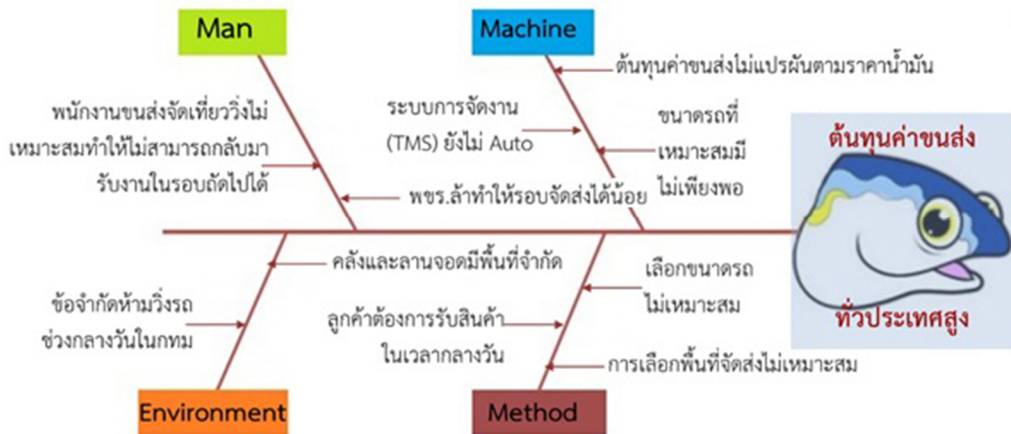 Man
Machine
ต้นทุนค่าขนส่งไม่แปรผันตามราคาน้ำมัน
พนักงานขนส่งจัดเที่ยววิ่งไม่
เหมาะสมทำให้ไม่สามารถกลับมา
รับงานในรอบถัดไปได้
ระบบการจัดงาน
(TMS) ยังไม่ Auto
ขนาดรถที่
เหมาะสมมี
ไม่เพียงพอ
พขร.ล้าทำให้รอบจัดส่งได้น้อย
ต้นทุนค่าขนส่ง
ทั่วประเทศสูง
คลังและลานจอดมีพื้นที่จำกัด
ข้อจำกัดห้ามวิ่งรถ
ช่วงกลางวันในกทม
เลือกขนาดรถ
ไม่เหมาะสม
ลูกค้าต้องการรับสินค้า
ในเวลากลางวัน
การเลือกพื้นที่จัดส่งไม่เหมาะสม
Environment
Method